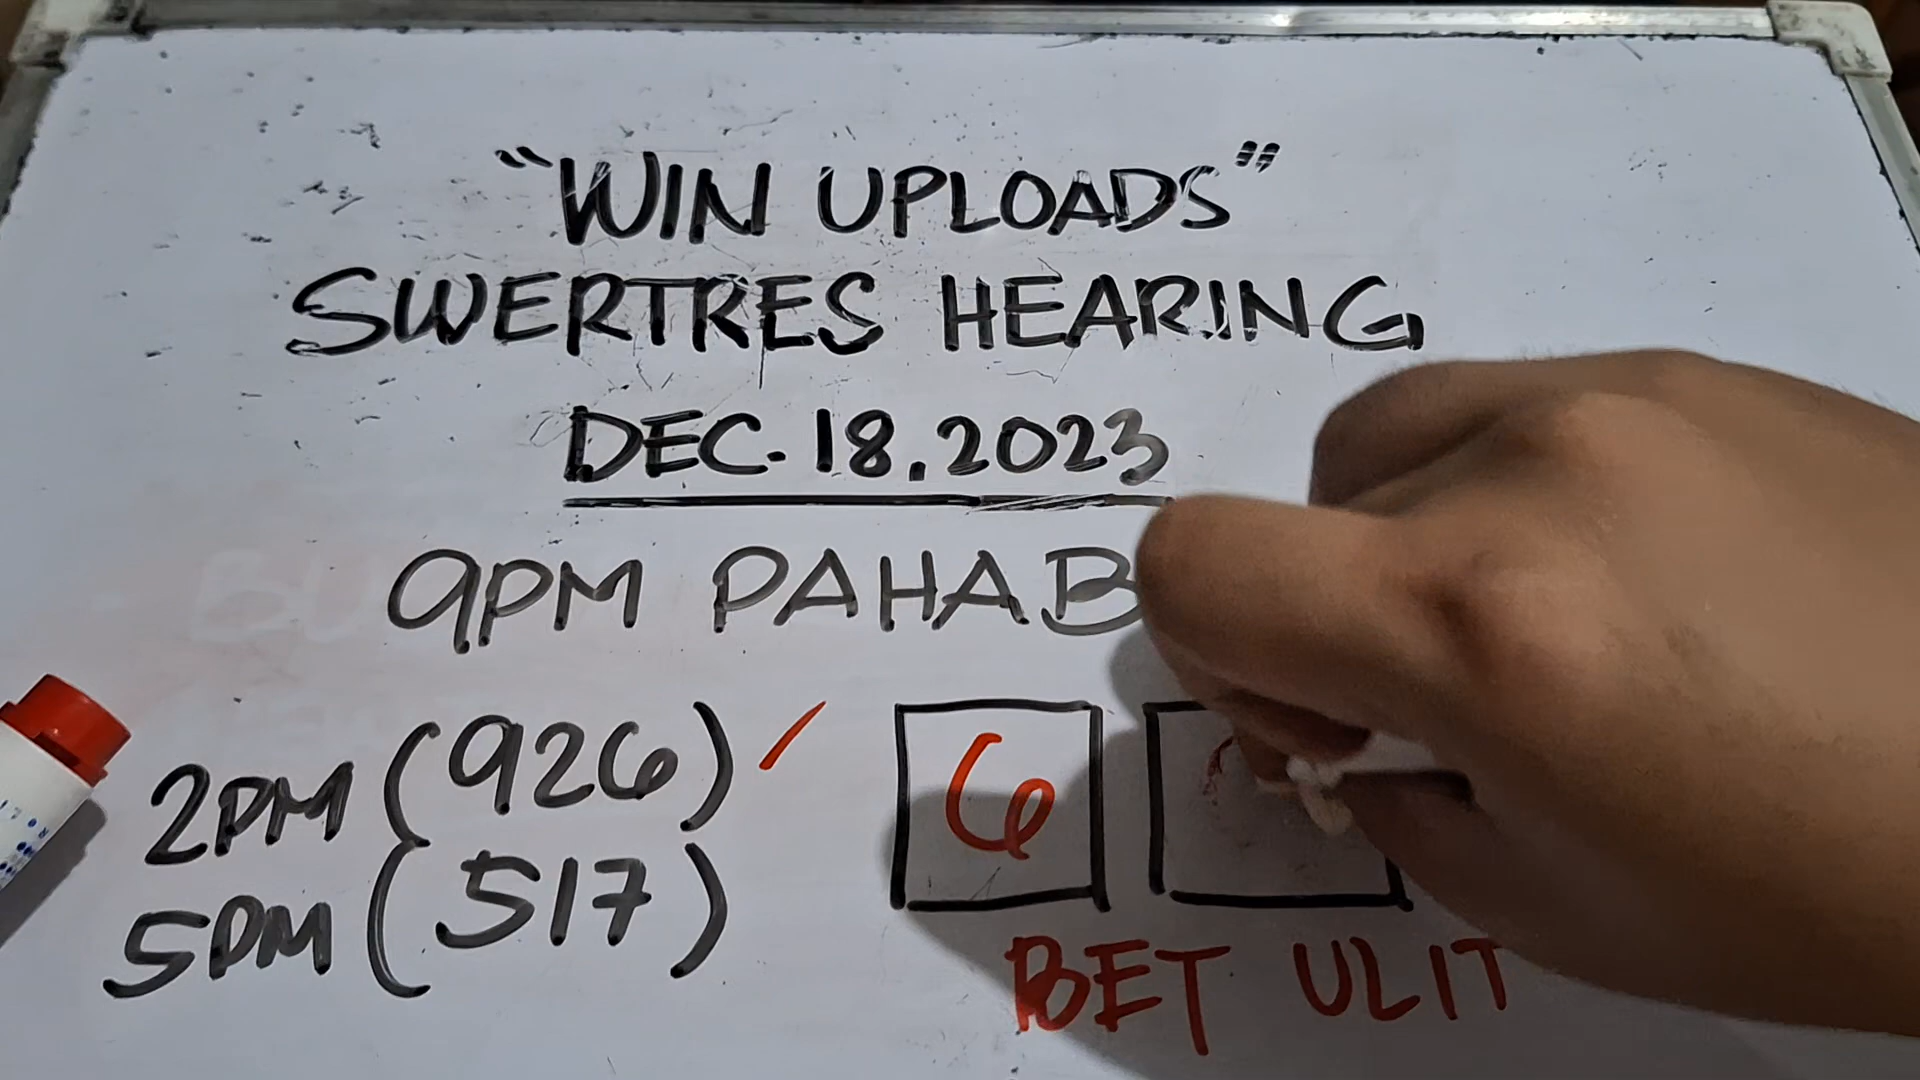 "WIN UPLOADS"
SWERTRES HEARING
DEC. 18. 2023
9PM PAHAB
2PM (926)
5PM (517)
6
BET ULIT